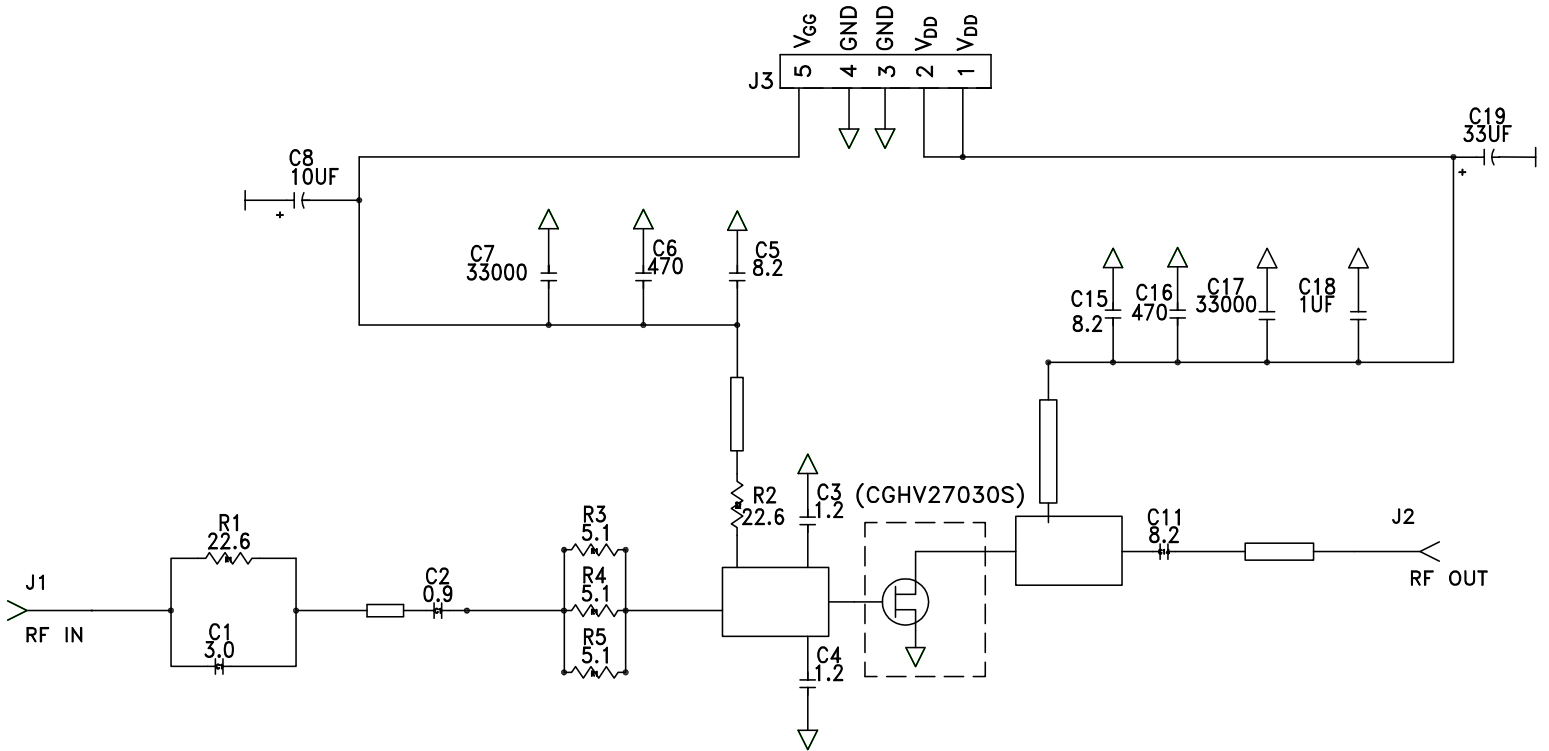 V_GG
GND
GND
V_DD
V_DD
J3
5
4
3
2
1
C19
33UF
+
C8
10UF
+
C7
33000
C6
470
C5
8.2
C15
8.2
C16
470
C17
33000
C18
1UF
R2
22.6
C3
1.2
(CGHV27030S)
C11
8.2
J2
RF OUT
R1
22.6
J1
RF IN
C1
3.0
C2
0.9
R3
5.1
R4
5.1
R5
5.1
C4
1.2